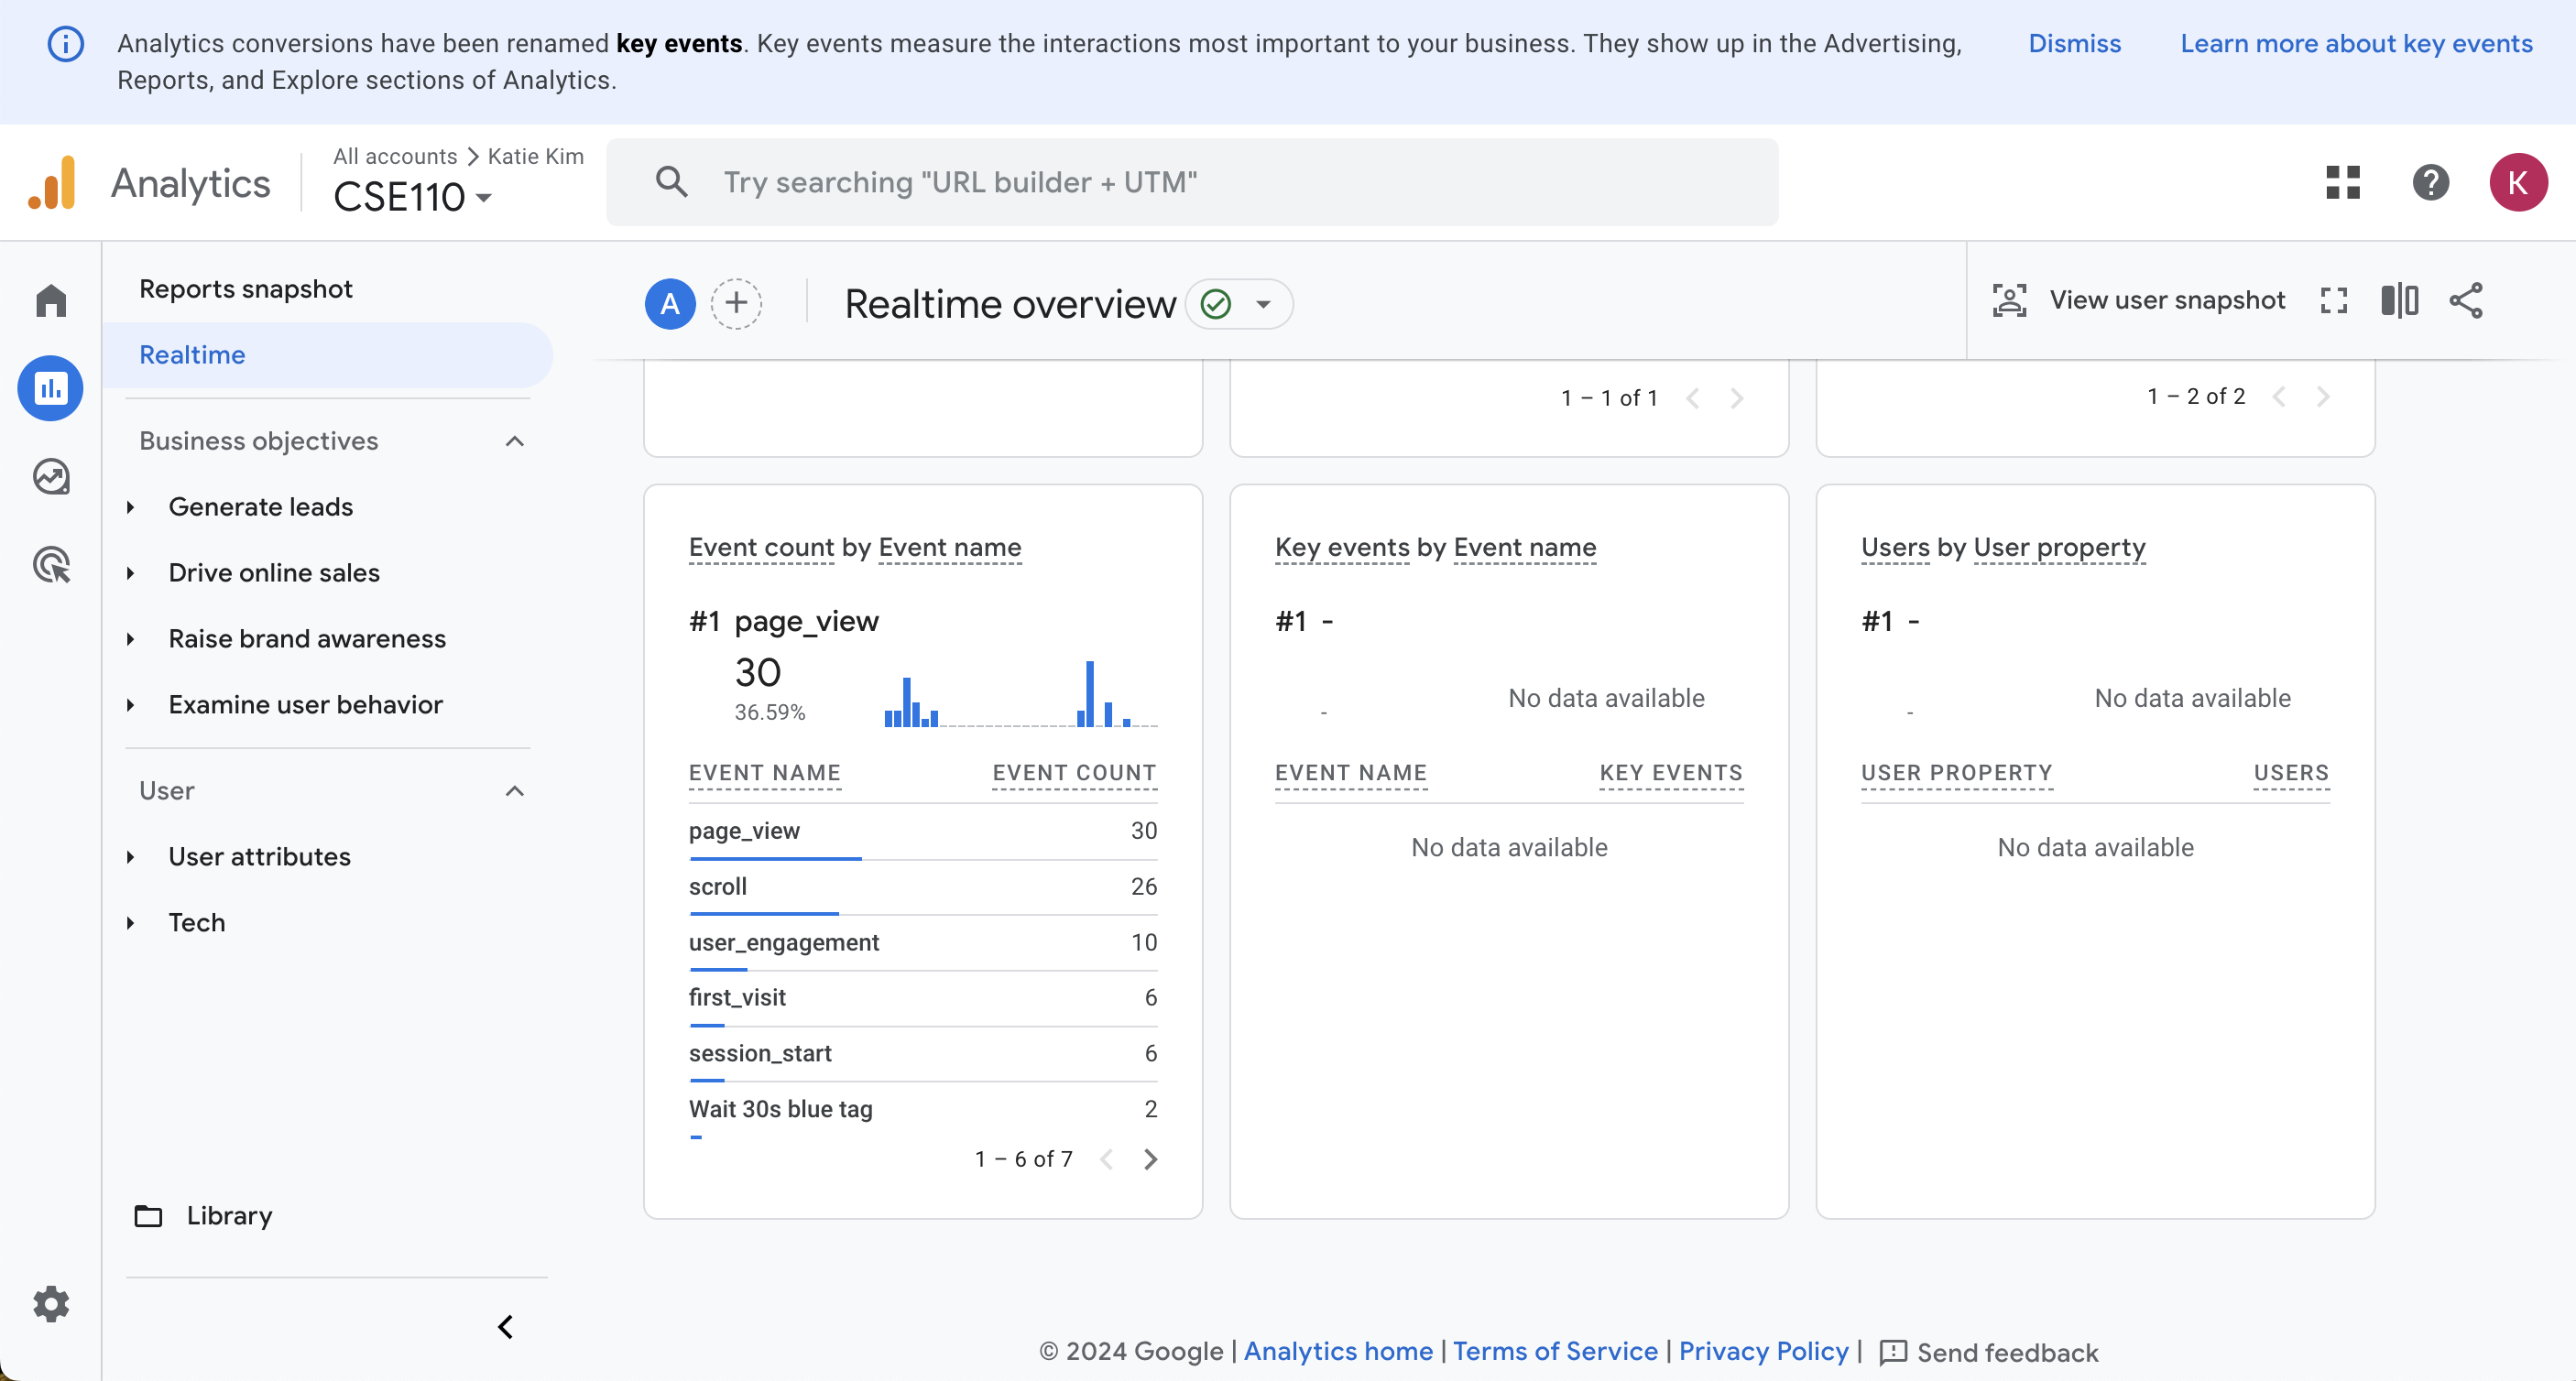 Analytics conversions have been renamed key events. Key events measure the interactions most important to your business. They show up in the Advertising,
Reports, and Explore sections of Analytics.
Dismiss
Learn more about key events
Analytics
All accounts > Katie Kim
CSE110
Try searching "URL builder + UTM"
K
Reports snapshot
Realtime
Business objectives
Generate leads
Drive online sales
Raise brand awareness
Examine user behavior
User
User attributes
Tech
Library
A
Realtime overview
View user snapshot
1 – 1 of 1
1 – 2 of 2
Event count by Event name
#1 page_view
30
36.59%
EVENT NAME EVENT COUNT
page_view 30
scroll 26
user_engagement 10
first_visit 6
session_start 6
Wait 30s blue tag 2
1 – 6 of 7
Key events by Event name
#1 -
-
No data available
EVENT NAME KEY EVENTS
No data available
Users by User property
#1 -
-
No data available
USER PROPERTY USERS
No data available
© 2024 Google | Analytics home | Terms of Service | Privacy Policy | Send feedback